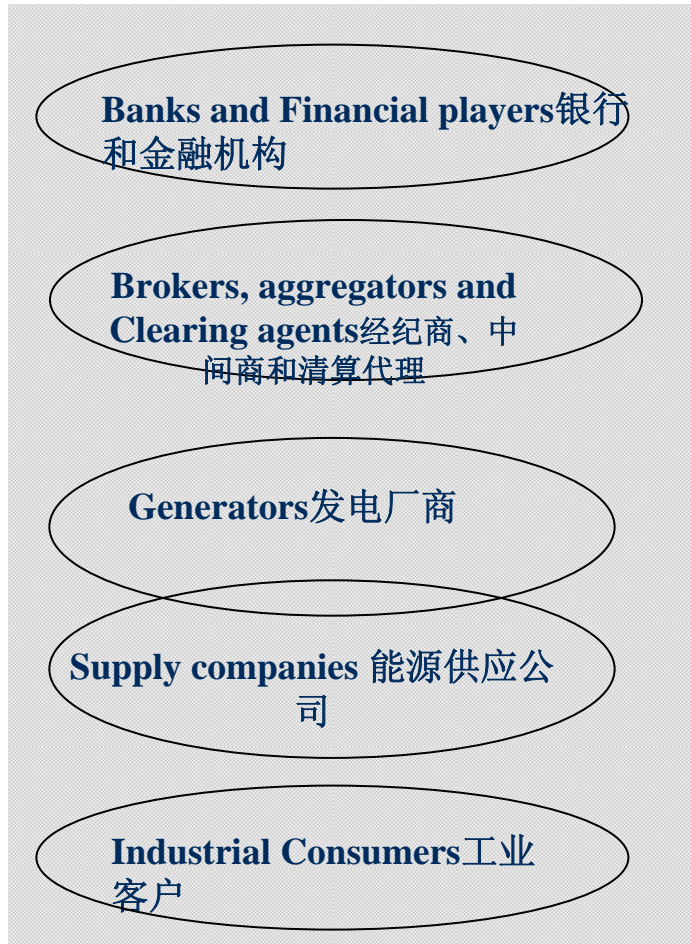 Banks and Financial players银行
和金融机构
Brokers, aggregators and
Clearing agents经纪商、中
间商和清算代理
Generators发电厂商
Supply companies 能源供应公
司
Industrial Consumers工业
客户